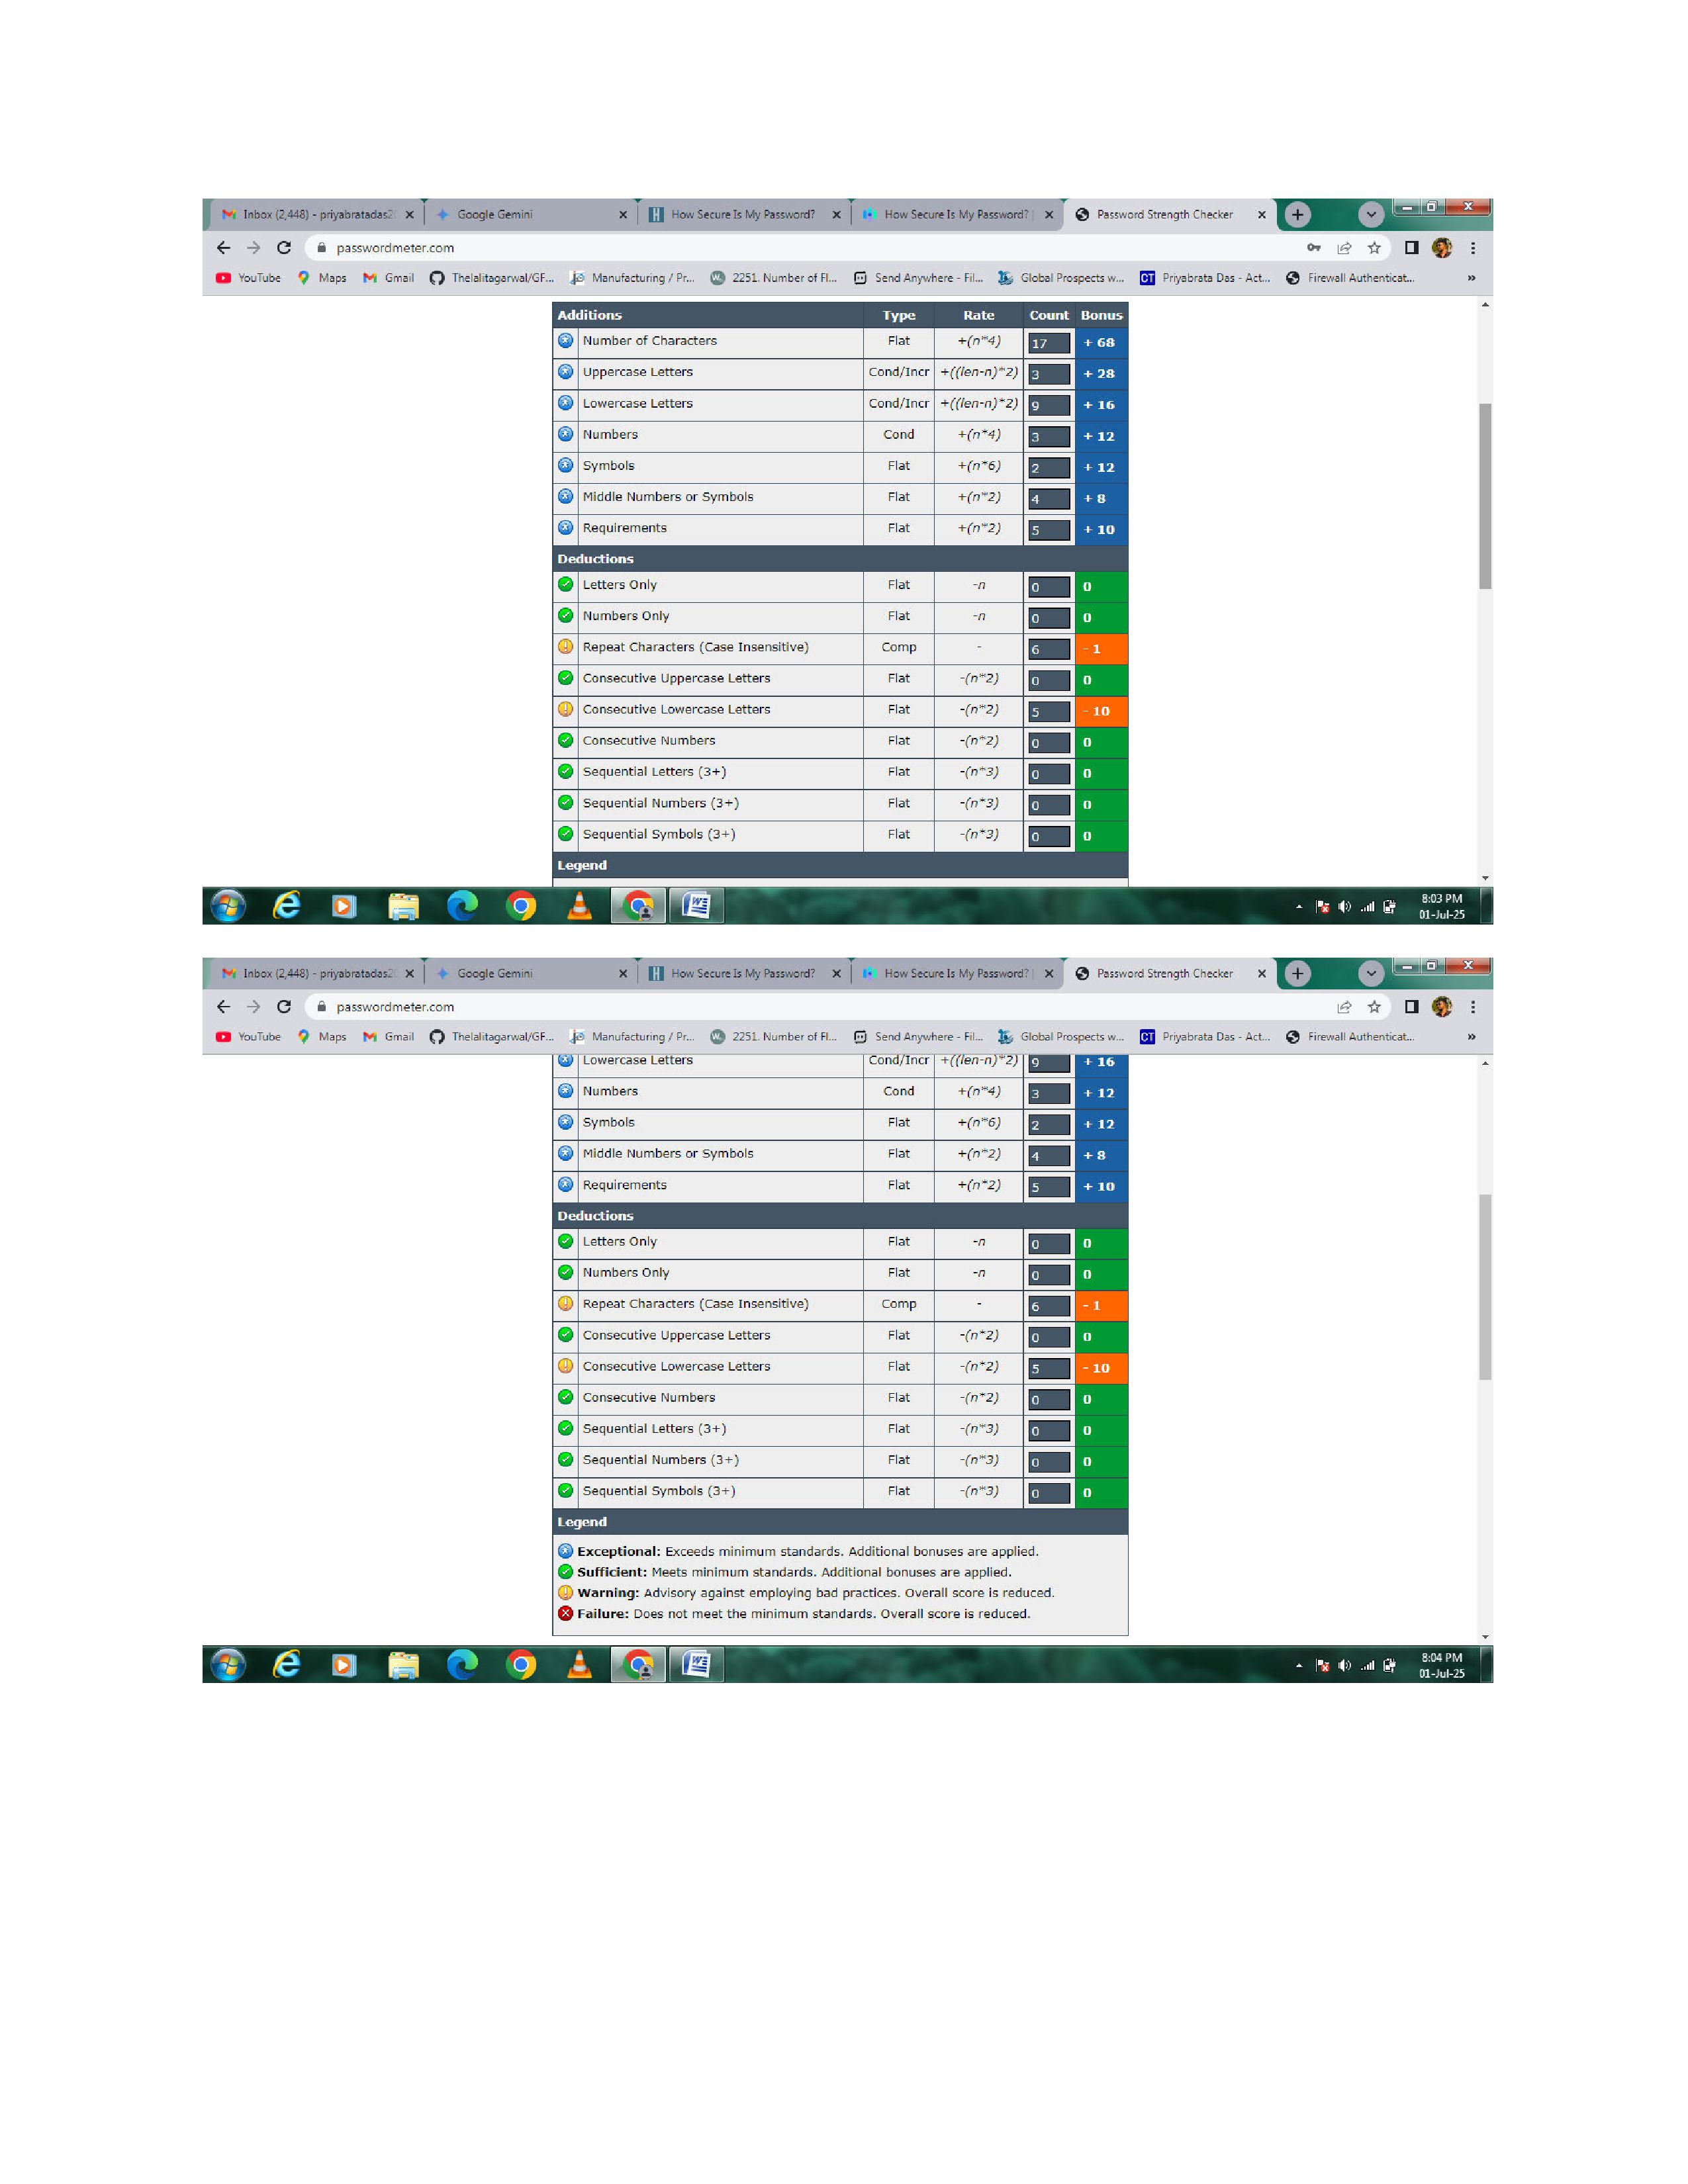 Inbox (2,448) - priyabratadas2 Google Gemini How Secure Is My Password? How Secure Is My Password? | Password Strength Checker
passwordmeter.com
YouTube Maps Gmail Thelalitagarwal/GF... Manufacturing / Pr... 2251. Number of Fl... Send Anywhere - Fil... Global Prospects w... CT Priyabrata Das - Act... Firewall Authenticat... »
Additions Type Rate Count Bonus
Number of Characters Flat +(n*4) 17 + 68
Uppercase Letters Cond/Incr +((len-n)*2) 3 + 28
Lowercase Letters Cond/Incr +((len-n)*2) 9 + 16
Numbers Cond +(n*4) 3 + 12
Symbols Flat +(n*6) 2 + 12
Middle Numbers or Symbols Flat +(n*2) 4 + 8
Requirements Flat +(n*2) 5 + 10
Deductions
Letters Only Flat -n 0 0
Numbers Only Flat -n 0 0
Repeat Characters (Case Insensitive) Comp - 6 - 1
Consecutive Uppercase Letters Flat -(n*2) 0 0
Consecutive Lowercase Letters Flat -(n*2) 5 - 10
Consecutive Numbers Flat -(n*2) 0 0
Sequential Letters (3+) Flat -(n*3) 0 0
Sequential Numbers (3+) Flat -(n*3) 0 0
Sequential Symbols (3+) Flat -(n*3) 0 0
Legend
8:03 PM
01-Jul-25
Inbox (2,448) - priyabratadas2 Google Gemini How Secure Is My Password? How Secure Is My Password? | Password Strength Checker
passwordmeter.com
YouTube Maps Gmail Thelalitagarwal/GF... Manufacturing / Pr... 2251. Number of Fl... Send Anywhere - Fil... Global Prospects w... CT Priyabrata Das - Act... Firewall Authenticat... »
Lowercase Letters Cond/Incr +((len-n)*2) 9 + 16
Numbers Cond +(n*4) 3 + 12
Symbols Flat +(n*6) 2 + 12
Middle Numbers or Symbols Flat +(n*2) 4 + 8
Requirements Flat +(n*2) 5 + 10
Deductions
Letters Only Flat -n 0 0
Numbers Only Flat -n 0 0
Repeat Characters (Case Insensitive) Comp - 6 - 1
Consecutive Uppercase Letters Flat -(n*2) 0 0
Consecutive Lowercase Letters Flat -(n*2) 5 - 10
Consecutive Numbers Flat -(n*2) 0 0
Sequential Letters (3+) Flat -(n*3) 0 0
Sequential Numbers (3+) Flat -(n*3) 0 0
Sequential Symbols (3+) Flat -(n*3) 0 0
Legend
Exceptional: Exceeds minimum standards. Additional bonuses are applied.
Sufficient: Meets minimum standards. Additional bonuses are applied.
Warning: Advisory against employing bad practices. Overall score is reduced.
Failure: Does not meet the minimum standards. Overall score is reduced.
8:04 PM
01-Jul-25